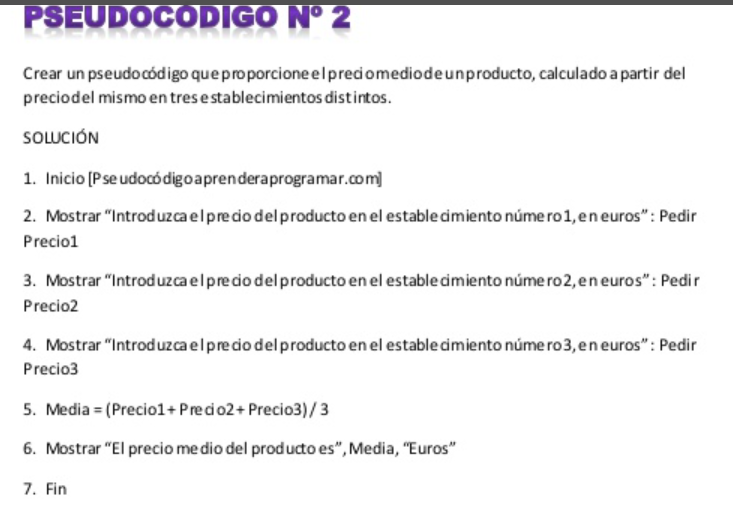 PSEUDOCÓDIGO Nº 2
Crear un pseudocódigo que proporcione el precio medio de un producto, calculado a partir del
precio del mismo en tres establecimientos distintos.
SOLUCIÓN
1. Inicio [Pseudocódigo aprenderaprogramar.com]
2. Mostrar “Introduzca el precio del producto en el establecimiento número 1, en euros” : Pedir
Precio1
3. Mostrar “Introduzca el precio del producto en el establecimiento número 2, en euros” : Pedir
Precio2
4. Mostrar “Introduzca el precio del producto en el establecimiento número 3, en euros” : Pedir
Precio3
5. Media = (Precio1 + Precio2 + Precio3) / 3
6. Mostrar “El precio medio del producto es”, Media, “Euros”
7. Fin